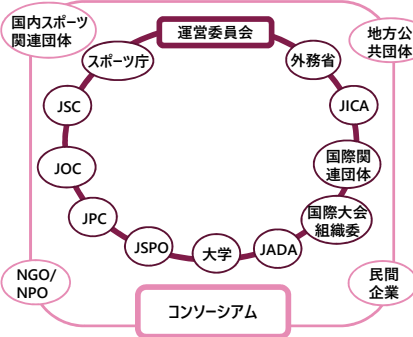 国内スポーツ
関連団体
運営委員会
地方公
共団体
スポーツ庁
外務省
JSC
JICA
JOC
国際関
連団体
JPC
国際大会
組織委
JSPO
大学
JADA
NGO/
NPO
民間
企業
コンソーシアム